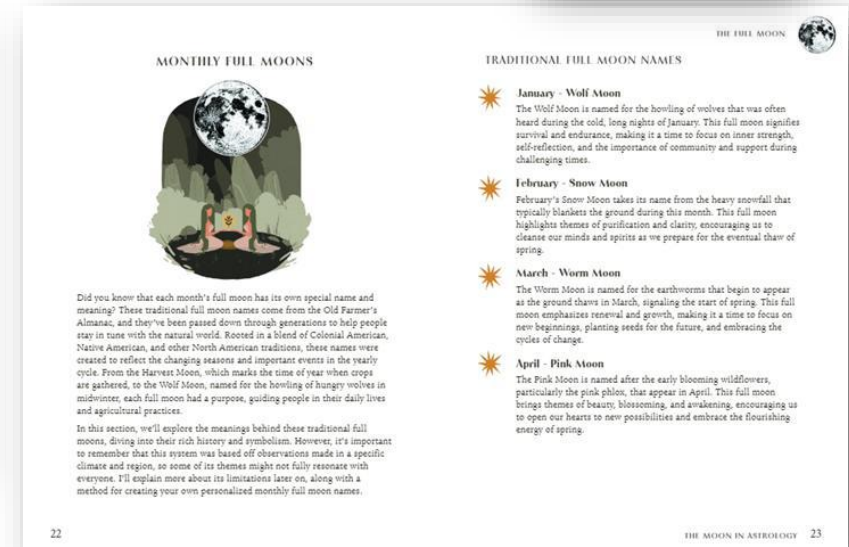 MONTHLY FULL MOONS
Did you know that each month's full moon has its own special name and
meaning? These traditional full moon names come from the Old Farmer's
Almanac, and they've been passed down through generations to help people
stay in tune with the natural world. Rooted in a blend of Colonial American,
Native American, and other North American traditions, these names were
created to reflect the changing seasons and important events in the yearly
cycle. From the Harvest Moon, which marks the time of year when crops
are gathered, to the Wolf Moon, named for the howling of hungry wolves in
midwinter, each full moon had a purpose, guiding people in their daily lives
and agricultural practices.
In this section, we'll explore the meanings behind these traditional full
moons, diving into their rich history and symbolism. However, it's important
to remember that this system was based off observations made in a specific
climate and region, so some of its themes might not fully resonate with
everyone. I'll explain more about its limitations later on, along with a
method for creating your own personalized monthly full moon names.
22
THE FULL MOON
TRADITIONAL FULL MOON NAMES
January - Wolf Moon
The Wolf Moon is named for the howling of wolves that was often
heard during the cold, long nights of January. This full moon signifies
survival and endurance, making it a time to focus on inner strength,
self-reflection, and the importance of community and support during
challenging times.
February - Snow Moon
February's Snow Moon takes its name from the heavy snowfall that
typically blankets the ground during this month. This full moon
highlights themes of purification and clarity, encouraging us to
cleanse our minds and spirits as we prepare for the eventual thaw of
spring.
March - Worm Moon
The Worm Moon is named for the earthworms that begin to appear
as the ground thaws in March, signaling the start of spring. This full
moon emphasizes renewal and growth, making it a time to focus on
new beginnings, planting seeds for the future, and embracing the
cycles of change.
April - Pink Moon
The Pink Moon is named after the early blooming wildflowers,
particularly the pink phlox, that appear in April. This full moon
brings themes of beauty, blossoming, and awakening, encouraging us
to open our hearts to new possibilities and embrace the flourishing
energy of spring.
THE MOON IN ASTROLOGY 23